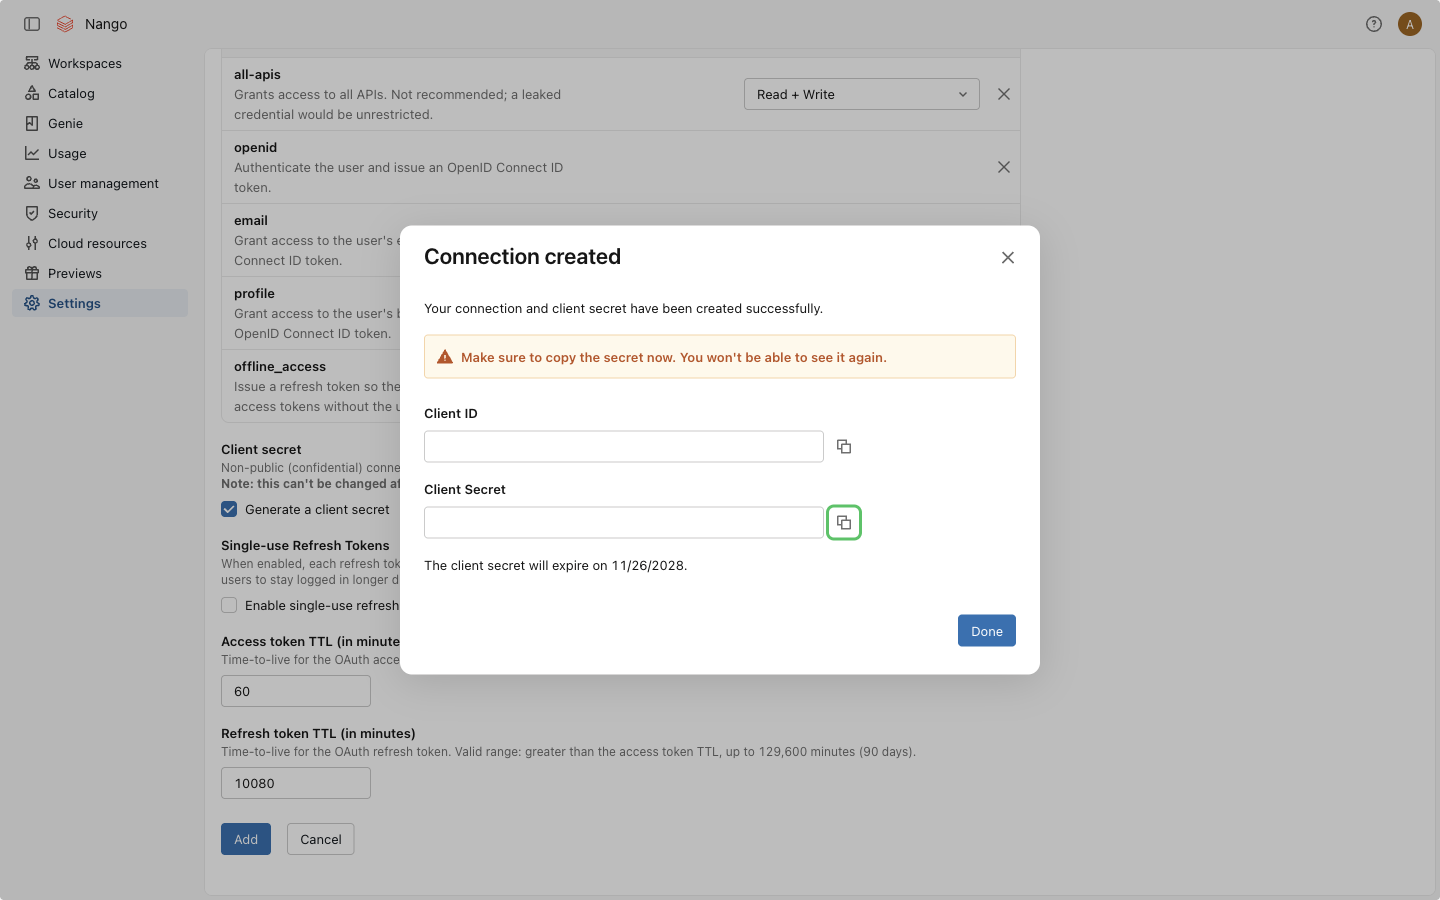 Nango
A
Workspaces
Catalog
Genie
Usage
User management
Security
Cloud resources
Previews
Settings
all-apis
Grants access to all APIs. Not recommended; a leaked
credential would be unrestricted.
Read + Write
openid
Authenticate the user and issue an OpenID Connect ID
token.
email
Grant access to the user's
Connect ID token.
profile
Grant access to the user's
OpenID Connect ID token.
offline_access
Issue a refresh token so the
access tokens without the
Client secret
Non-public (confidential)
Note: this can't be changed
Generate a client secret
Single-use Refresh Tokens
When enabled, each refresh
users to stay logged in longer
Enable single-use refresh
Access token TTL (in
Time-to-live for the OAuth
60
Refresh token TTL (in minutes)
Time-to-live for the OAuth refresh token. Valid range: greater than the access token TTL, up to 129,600 minutes (90 days).
10080
Add
Cancel
Connection created
Your connection and client secret have been created successfully.
Make sure to copy the secret now. You won't be able to see it again.
Client ID
Client Secret
The client secret will expire on 11/26/2028.
Done